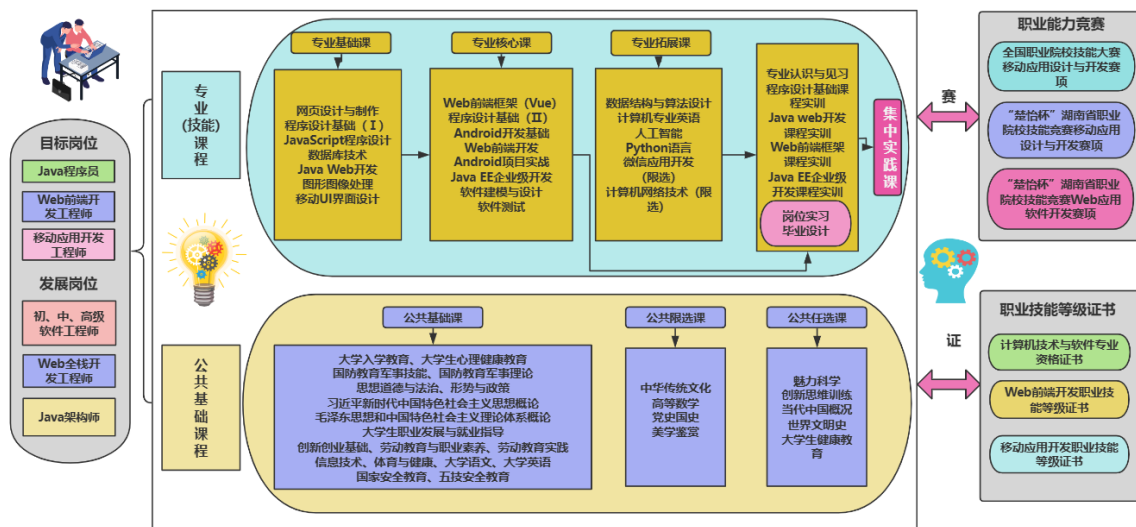 目标岗位
Java程序员
Web前端开
发工程师
移动应用开发
工程师
发展岗位
初、中、高级
软件工程师
Web全栈开
发工程师
Java架构师
专业
(技能)
课程
专业基础课
网页设计与制作
程序设计基础（Ⅰ）
JavaScript程序设计
数据库技术
Java Web开发
图形图像处理
移动UI界面设计
专业核心课
Web前端框架（Vue）
程序设计基础（Ⅱ）
Android开发基础
Web前端开发
Android项目实战
Java EE企业级开发
软件建模与设计
软件测试
专业拓展课
数据结构与算法设计
计算机专业英语
人工智能
Python语言
微信应用开发
（限选）
计算机网络技术（限
选）
专业认识与见习
程序设计基础课
程实训
Java web开发
课程实训
Web前端框架
课程实训
Java EE企业级
开发课程实训
岗位实习
毕业设计
集中实践课
公共基础课程
公共基础课
大学入学教育、大学生心理健康教育
国防教育军事技能、国防教育军事理论
思想道德与法治、形势与政策
习近平新时代中国特色社会主义思想概论
毛泽东思想和中国特色社会主义理论体系概论
大学生职业发展与就业指导
创新创业基础、劳动教育与职业素养、劳动教育实践
信息技术、体育与健康、大学语文、大学英语
国家安全教育、五技安全教育
公共限选课
中华传统文化
高等数学
党史国史
美学鉴赏
公共任选课
魅力科学
创新思维训练
当代中国概况
世界文明史
大学生健康教
育
赛
证
职业能力竞赛
全国职业院校技能大赛
移动应用设计与开发赛
项
“楚怡杯”湖南省职业
院校技能竞赛移动应用
设计与开发赛项
“楚怡杯”湖南省职业
院校技能竞赛Web应用
软件开发赛项
职业技能等级证书
计算机技术与软件专业
资格证书
Web前端开发职业技
能等级证书
移动应用开发职业技能
等级证书